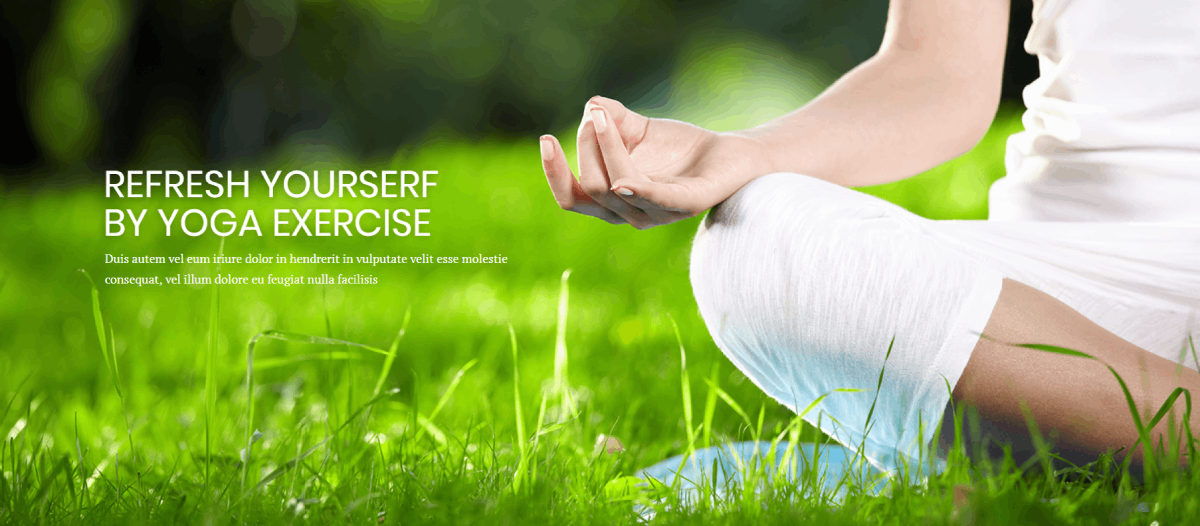 REFRESH YOURSERF
BY YOGA EXERCISE
Duis autem vel eum iriure dolor in hendrerit in vulputate velit esse molestie
consequat, vel illum dolore eu feugiat nulla facilisis